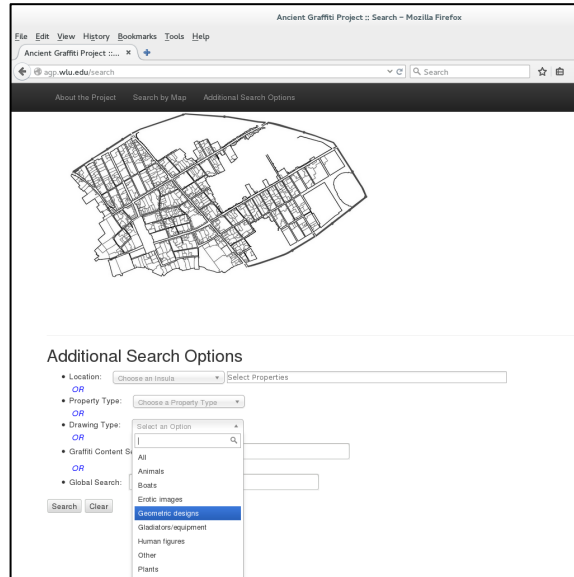 Ancient Graffiti Project :: Search – Mozilla Firefox
File Edit View History Bookmarks Tools Help
Ancient Graffiti Project ::...
agp.wlu.edu/search
Search
About the Project Search by Map Additional Search Options
Additional Search Options
Location: Choose an Insula Select Properties
OR
Property Type: Choose a Property Type
OR
Drawing Type: Select an Option
OR
Graffiti Content Se
All
Animals
OR
Global Search:
Boats
Erotic images
Search Clear
Geometric designs
Gladiators/equipment
Human figures
Other
Plants